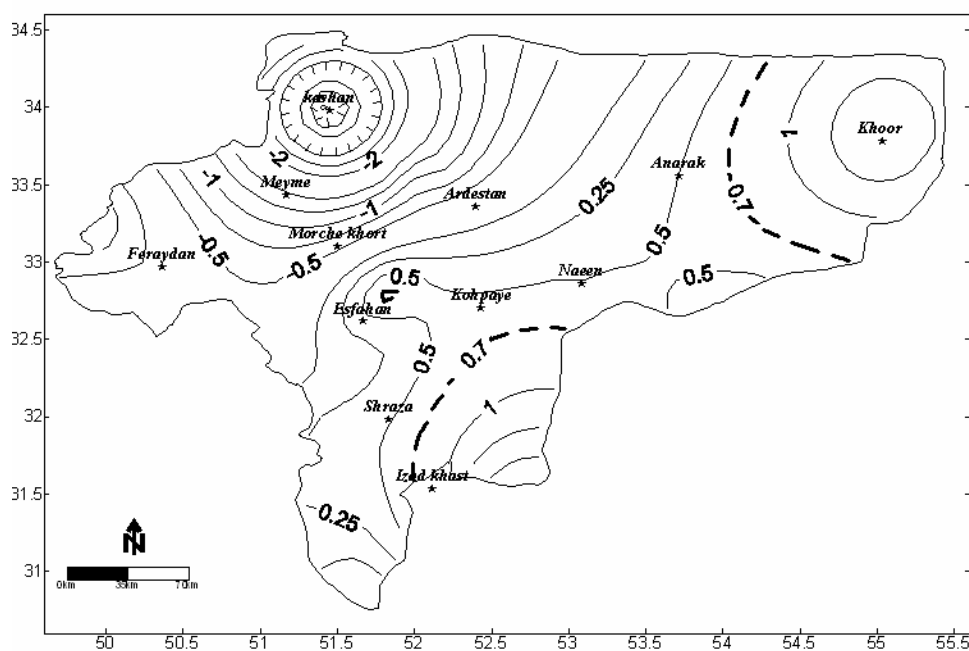 34.5
34
33.5
33
32.5
32
31.5
31
kashan
-2
-2
Meyme
-1
-1
Ardestan
Anarak
Khoor
1
0.25
0.7
Feraydan
-0.5
Morche khort
-0.5
0.5
0.5
0.5
Naeen
Kohpaye
Esfahan
0.5
0.7
Shraza
1
Izad khast
0.25
N
0km
35km
70km
50
50.5
51
51.5
52
52.5
53
53.5
54
54.5
55
55.5